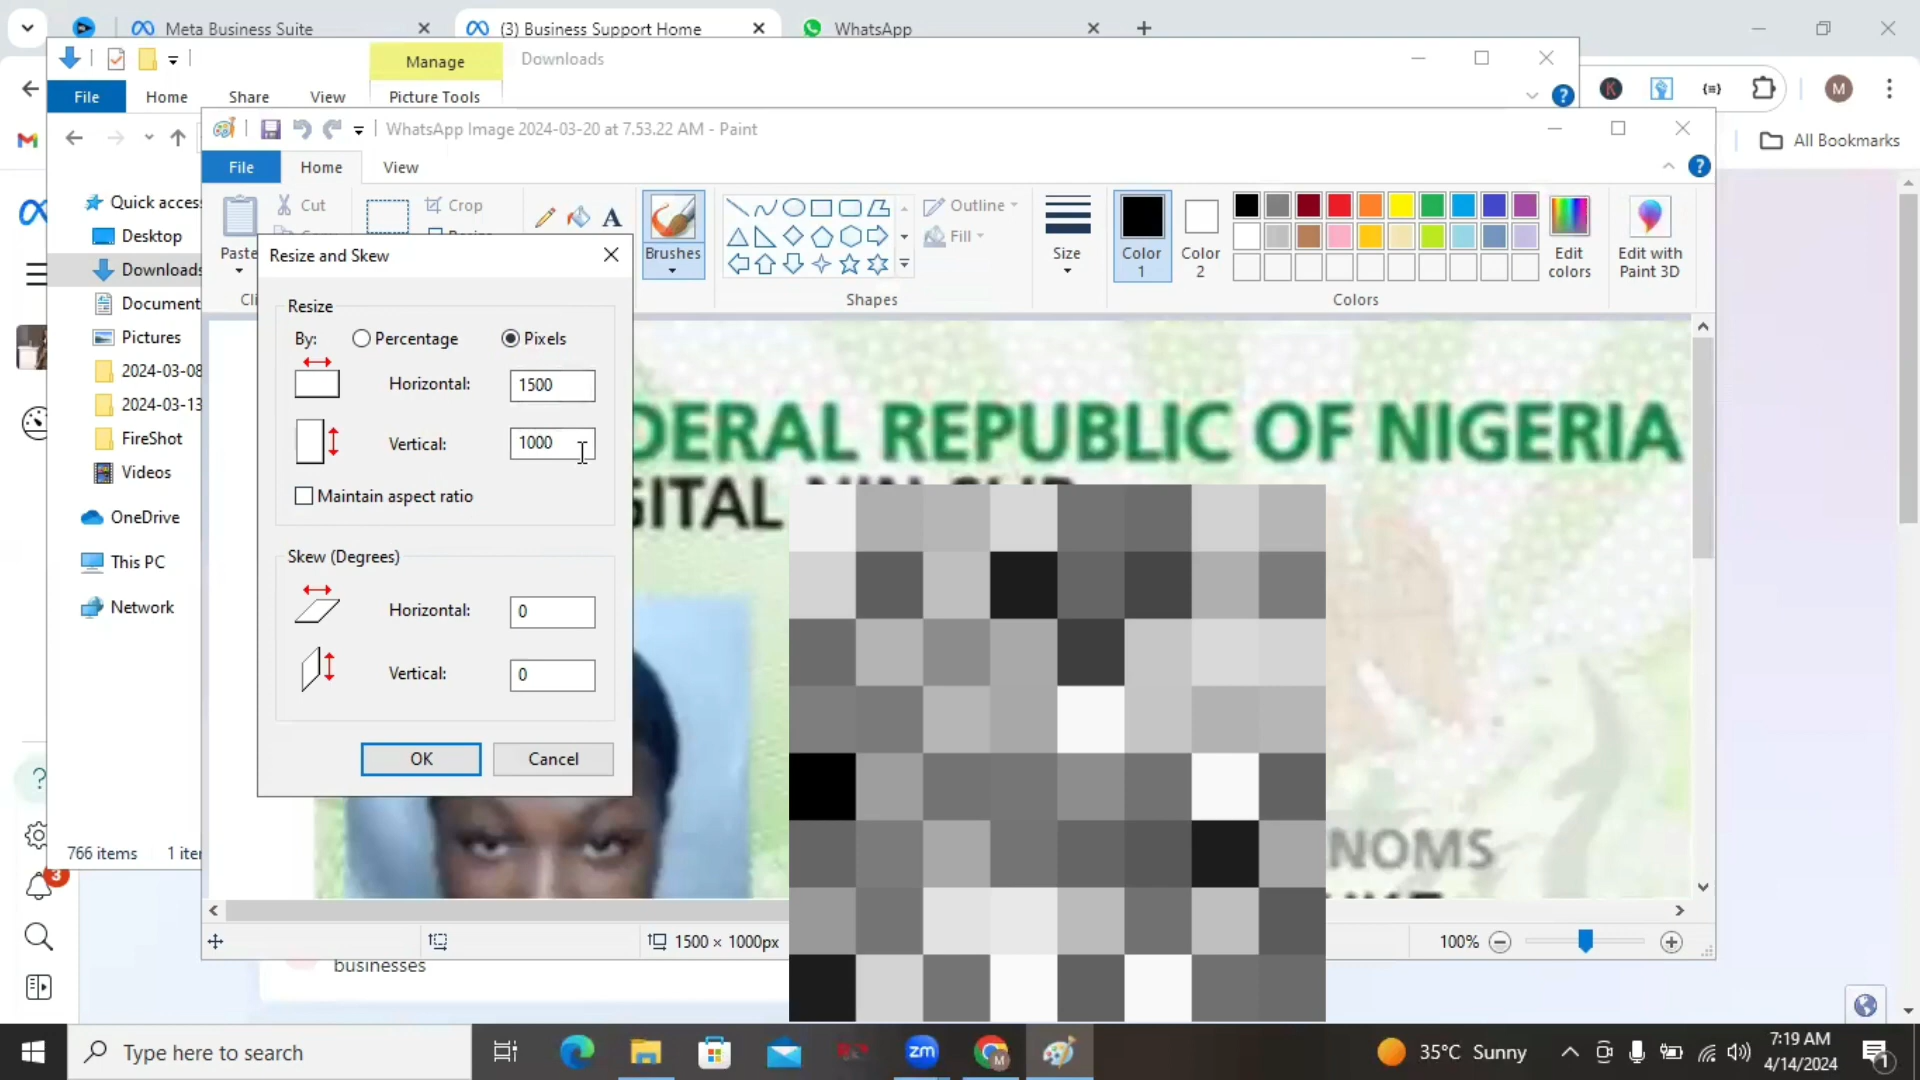 Meta Business Suite
(3) Business Support Home
WhatsApp
Manage
Downloads
File
Home
Share
View
Picture Tools
M
WhatsApp Image 2024-03-20 at 7.53.22 AM - Paint
All Bookmarks
File
Home
View
Quick access
Desktop
Downloads
Document
Pictures
2024-03-08
2024-03-13
FireShot
Videos
OneDrive
This PC
Network
766 items
Paste
Cut
Crop
Brushes
Outline
Fill
Shapes
Size
Color 1
Color 2
Edit colors
Edit with Paint 3D
Colors
Resize and Skew
Resize
By:
Percentage
Pixels
Horizontal:
1500
Vertical:
1000
Maintain aspect ratio
Skew (Degrees)
Horizontal:
0
Vertical:
0
OK
Cancel
DERAL REPUBLIC OF NIGERIA
GITAL NIN SLIP
NOMS
1500 × 1000px
100%
businesses
3
Type here to search
zm
M
35°C Sunny
7:19 AM
4/14/2024
1